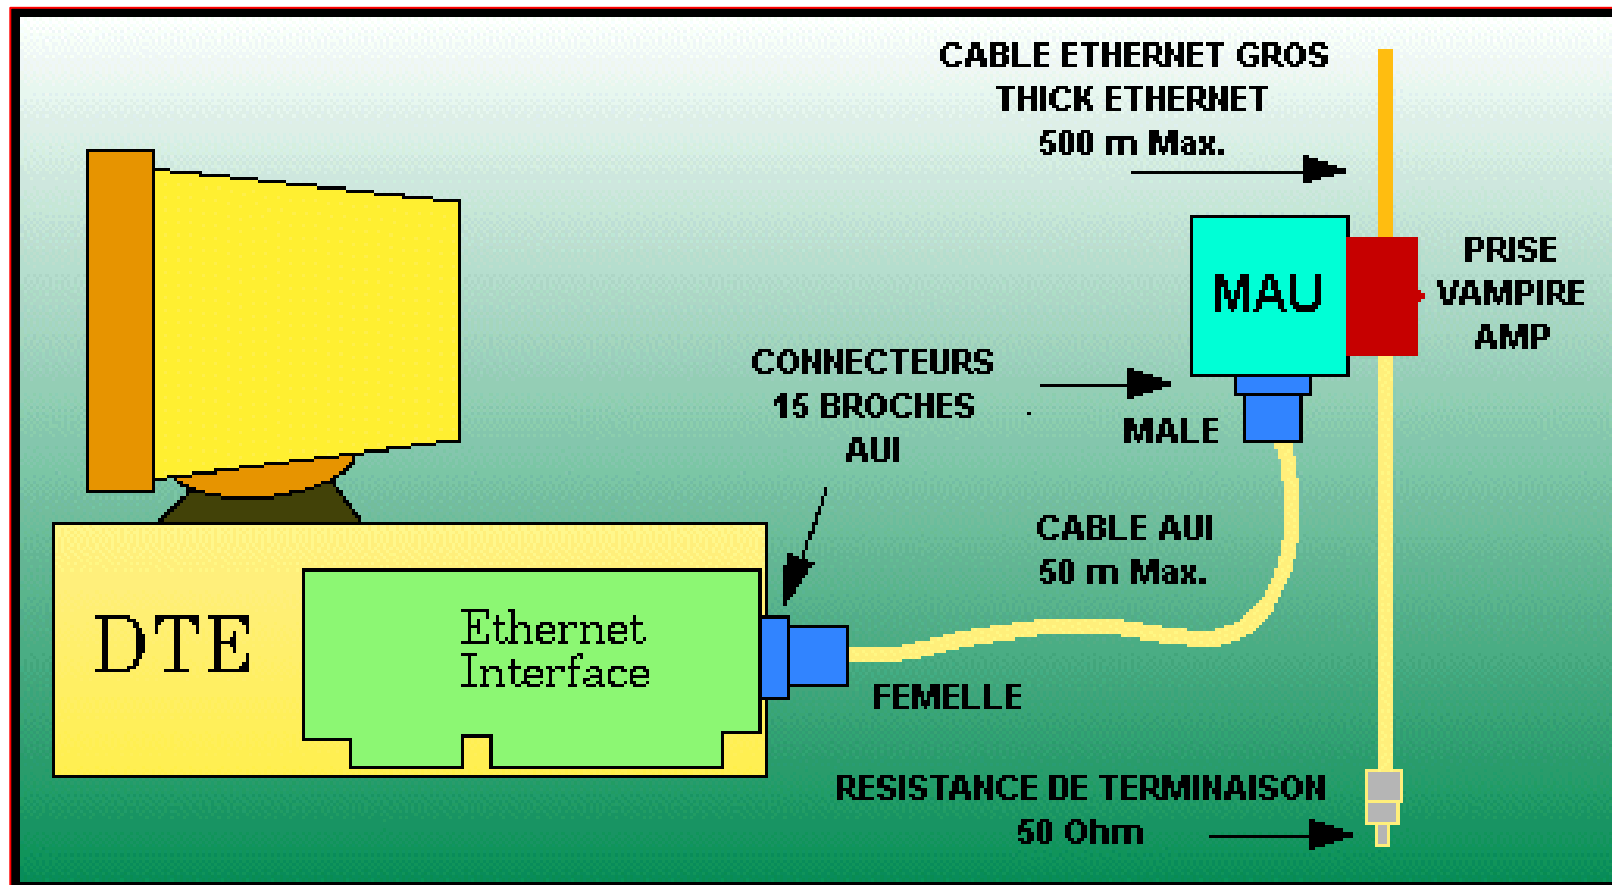 CABLE ETHERNET GROS
THICK ETHERNET
500 m Max.
MAU
PRISE
VAMPIRE
AMP
CONNECTEURS
15 BROCHES
AUI
MALE
CABLE AUI
50 m Max.
DTE
Ethernet
Interface
FEMELLE
RESISTANCE DE TERMINAISON
50 Ohm